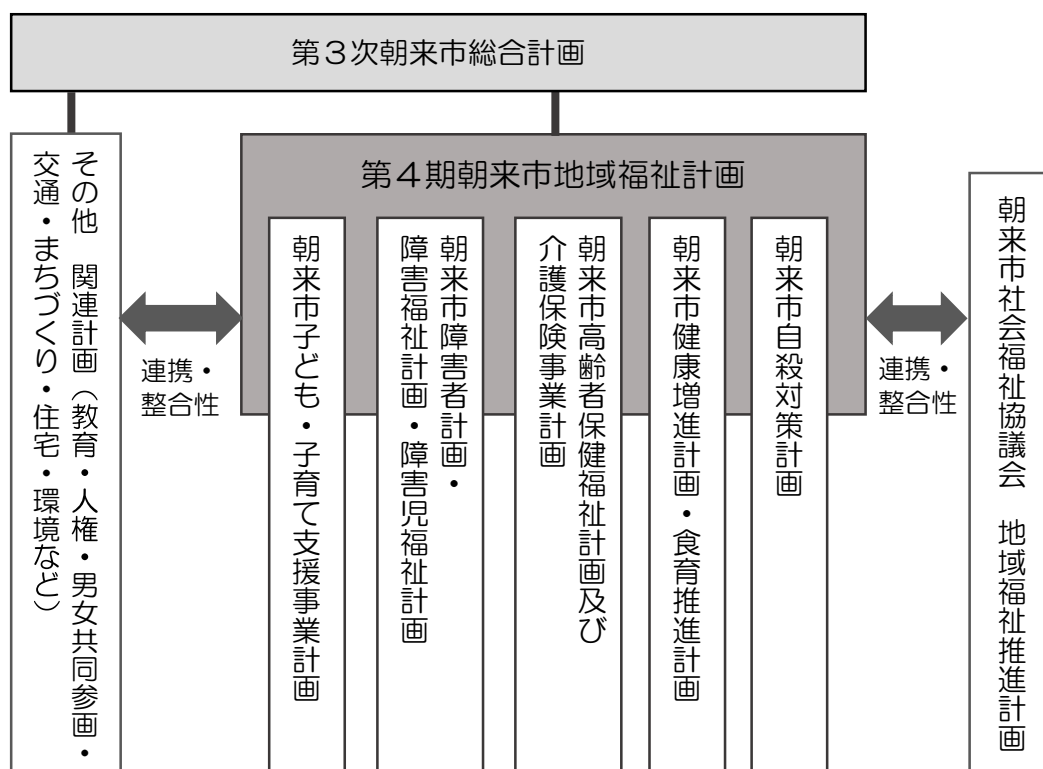 第３次朝来市総合計画
第４期朝来市地域福祉計画
その他　関連計画（教育・人権・男女共同参画・
交通・まちづくり・住宅・環境など）
連携・
整合性
朝来市子ども・子育て支援事業計画
朝来市障害者計画・
障害福祉計画・障害児福祉計画
朝来市高齢者保健福祉計画及び
介護保険事業計画
朝来市健康増進計画・食育推進計画
朝来市自殺対策計画
連携・
整合性
朝来市社会福祉協議会　地域福祉推進計画